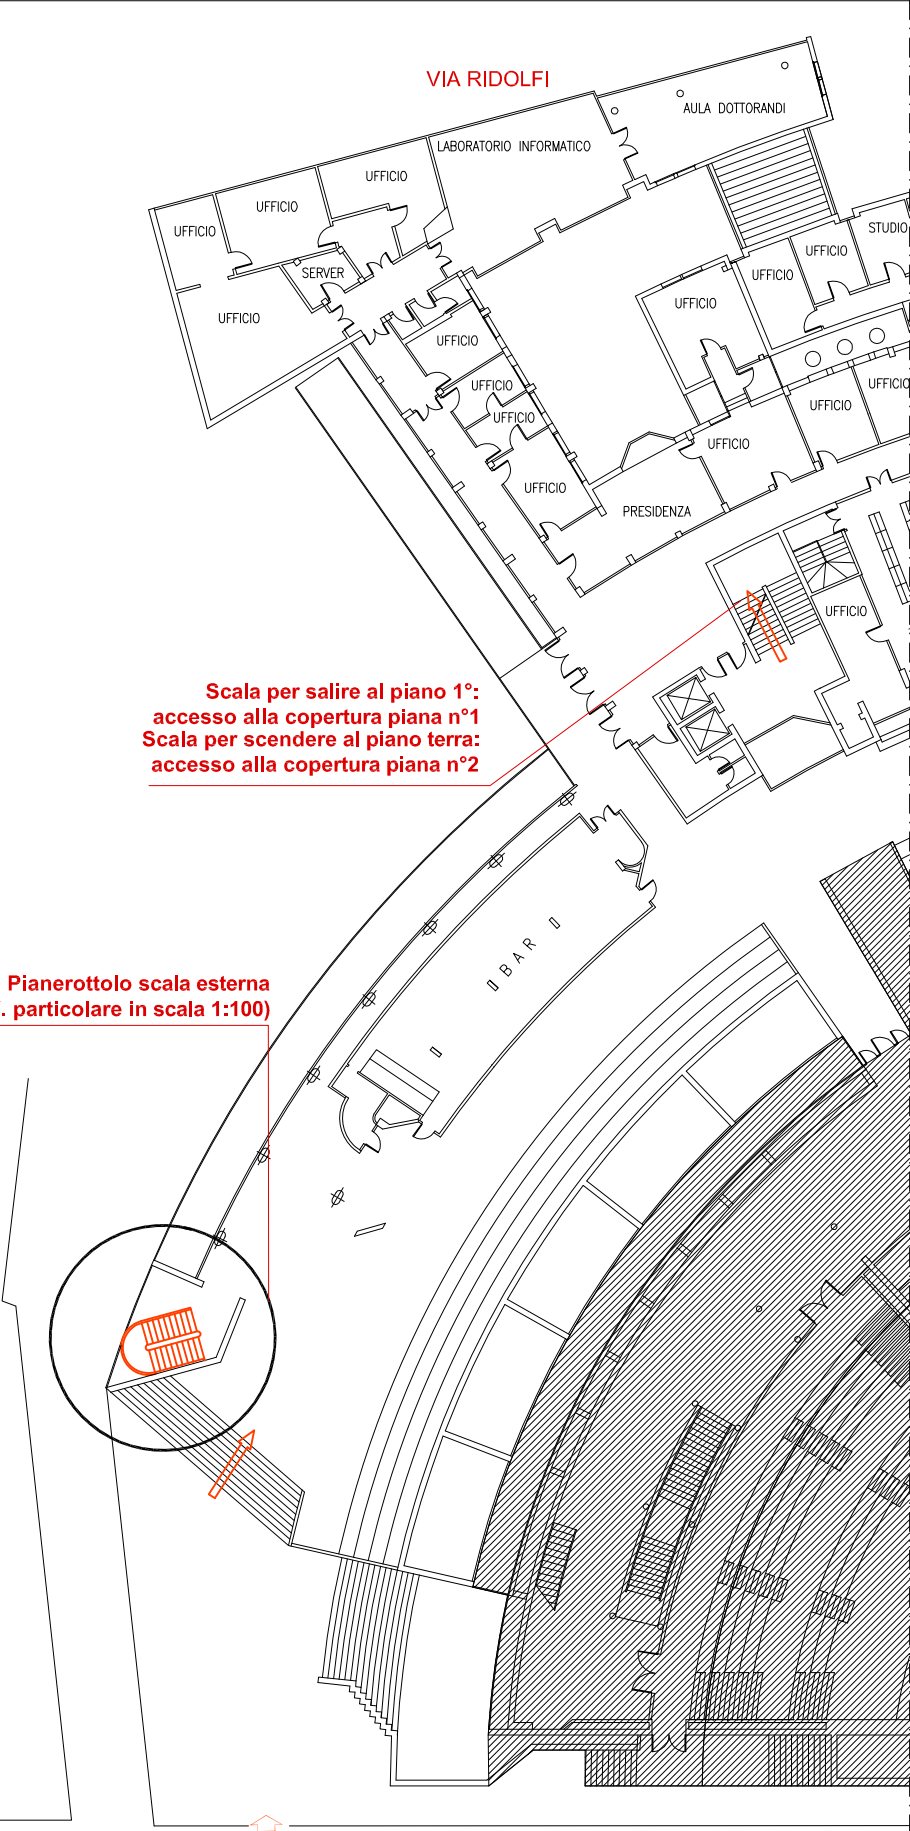 VIA RIDOLFI
AULA DOTTORANDI
LABORATORIO INFORMATICO
UFFICIO
UFFICIO
UFFICIO
STUDIO
UFFICIO
UFFICIO
SERVER
UFFICIO
UFFICIO
UFFICIO
UFFICIO
UFFICIO
UFFICIO
UFFICIO
UFFICIO
UFFICIO
UFFICIO
PRESIDENZA
UFFICIO
Scala per salire al piano 1°:
accesso alla copertura piana n°1
Scala per scendere al piano terra:
accesso alla copertura piana n°2
BAR
Pianerottolo scala esterna
. particolare in scala 1:100)